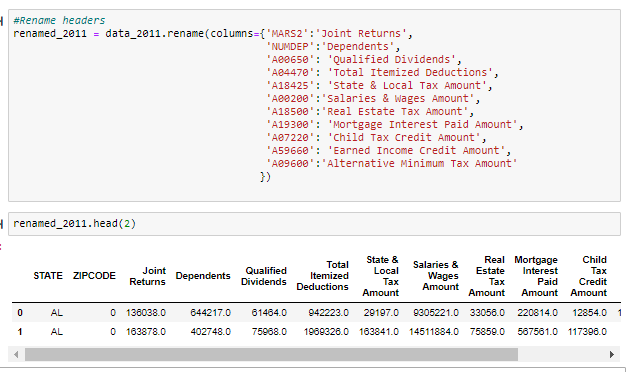 #Rename headers
renamed_2011 = data_2011.rename(columns={'MARS2':'Joint Returns',
'NUMDEP':'Dependents',
'A00650': 'Qualified Dividends',
'A04470': 'Total Itemized Deductions',
'A18425': 'State & Local Tax Amount',
'A00200':'Salaries & Wages Amount',
'A18500':'Real Estate Tax Amount',
'A19300': 'Mortgage Interest Paid Amount',
'A07220': 'Child Tax Credit Amount',
'A59660': 'Earned Income Credit Amount',
'A09600':'Alternative Minimum Tax Amount'
})
renamed_2011.head(2)
STATE ZIPCODE Joint Returns Dependents Qualified Dividends Total Itemized Deductions State & Local Tax Amount Salaries & Wages Amount Real Estate Tax Amount Mortgage Interest Paid Amount Child Tax Credit Amount
0 AL 0 136038.0 644217.0 61464.0 942223.0 29197.0 9305221.0 33056.0 220814.0 12854.0 1
1 AL 0 163878.0 402748.0 75968.0 1969326.0 163841.0 14511884.0 75859.0 567561.0 117396.0